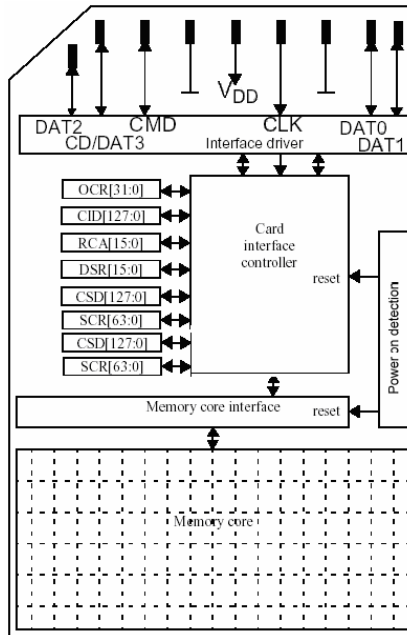 V DD
DAT2 CMD CLK DAT0
CD/DAT3 Interface driver DAT1
OCR[31:0]
CID[127:0]
RCA[15:0]
DSR[15:0]
CSD[127:0]
SCR[63:0]
CSD[127:0]
SCR[63:0]
Card
interface
controller
reset
Power on detection
Memory core interface reset
Memory core